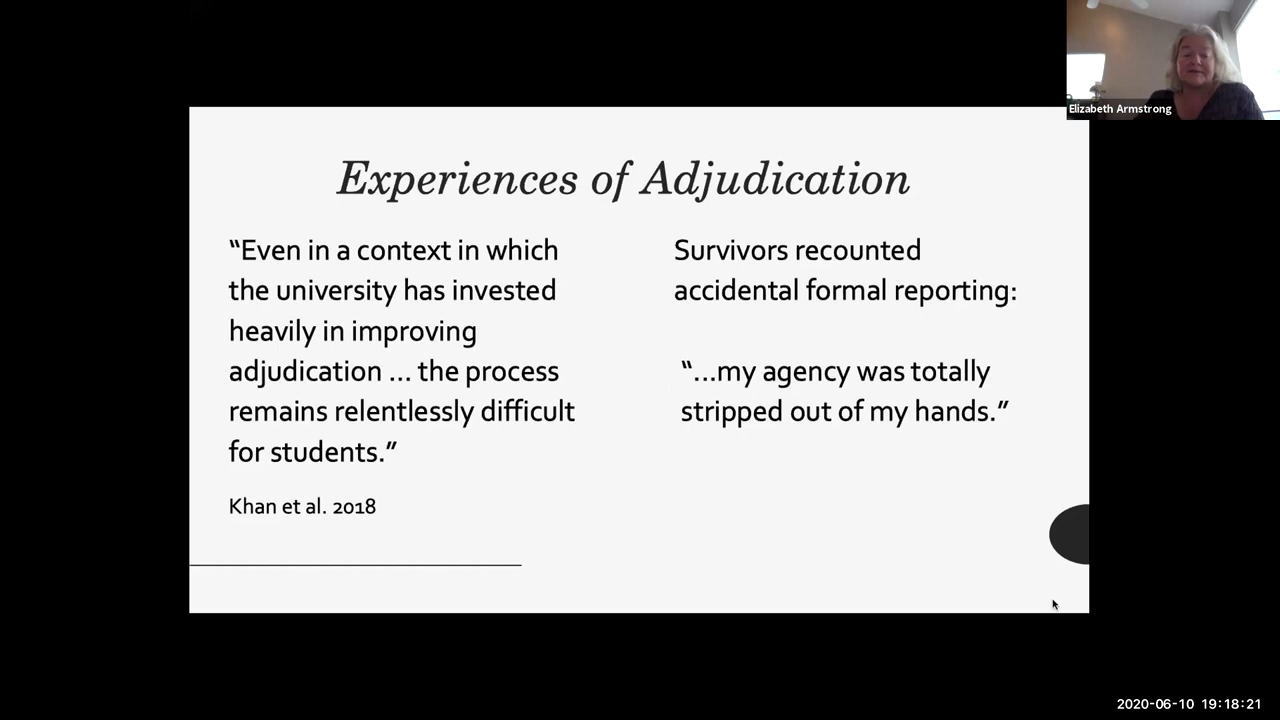 Elizabeth Armstrong
Experiences of Adjudication
“Even in a context in which
the university has invested
heavily in improving
adjudication ... the process
remains relentlessly difficult
for students.”
Khan et al. 2018
Survivors recounted
accidental formal reporting:
“...my agency was totally
stripped out of my hands.”
2020-06-10 19:18:21